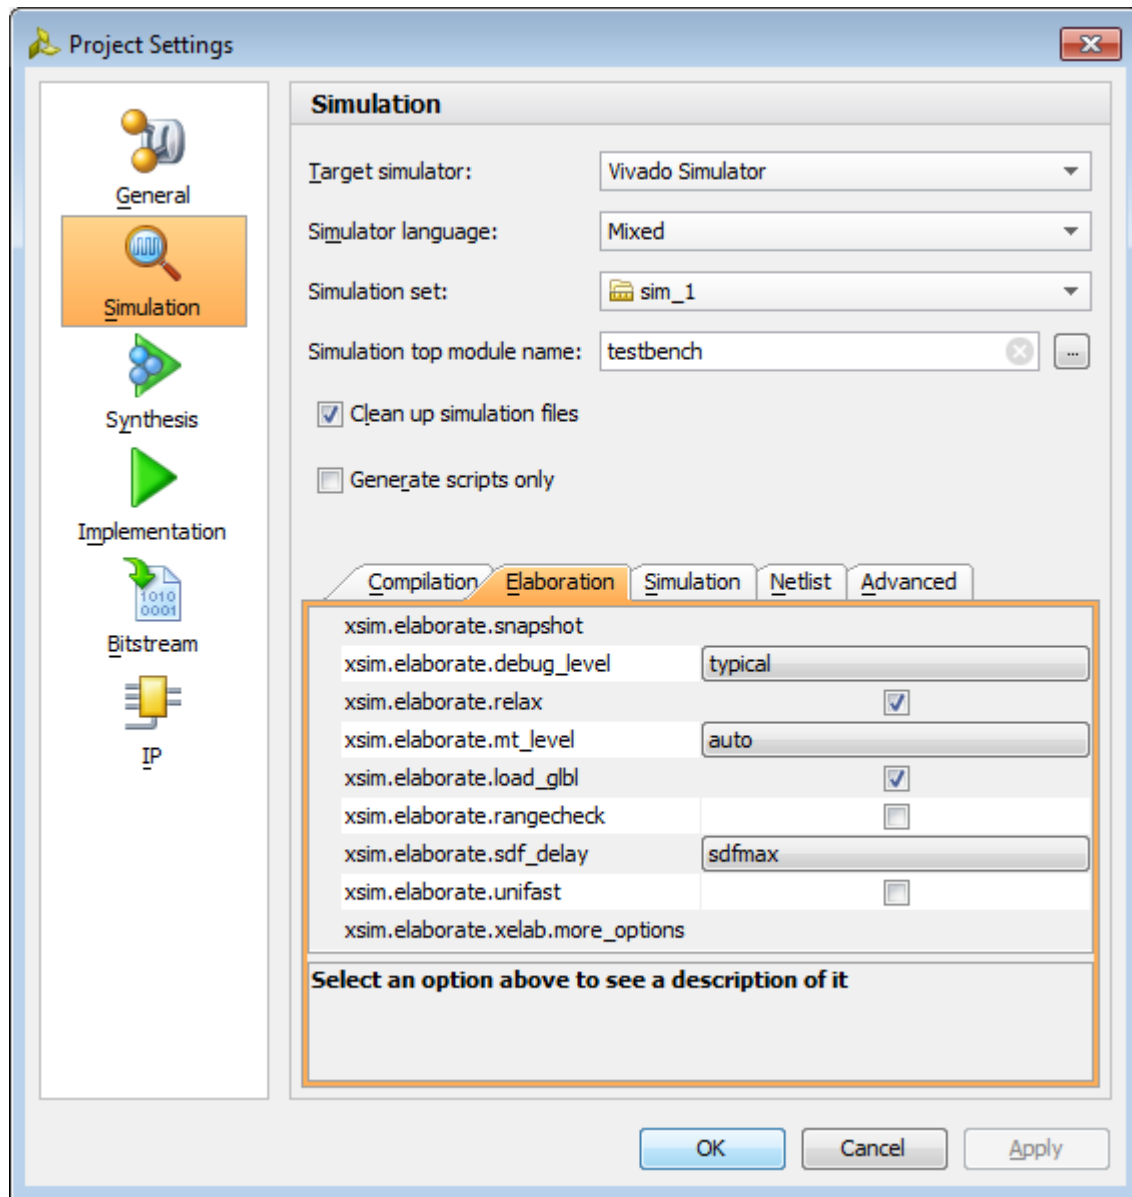 Project Settings
General
Simulation
Synthesis
Implementation
1010
0001
Bitstream
IP
Simulation
Target simulator: Vivado Simulator
Simulator language: Mixed
Simulation set: sim_1
Simulation top module name: testbench ...
Clean up simulation files
Generate scripts only
Compilation Elaboration Simulation Netlist Advanced
xsim.elaborate.snapshot
xsim.elaborate.debug_level typical
xsim.elaborate.relax
xsim.elaborate.mt_level auto
xsim.elaborate.load_glbl
xsim.elaborate.rangecheck
xsim.elaborate.sdf_delay sdfmax
xsim.elaborate.unifast
xsim.elaborate.xelab.more_options
Select an option above to see a description of it
OK Cancel Apply